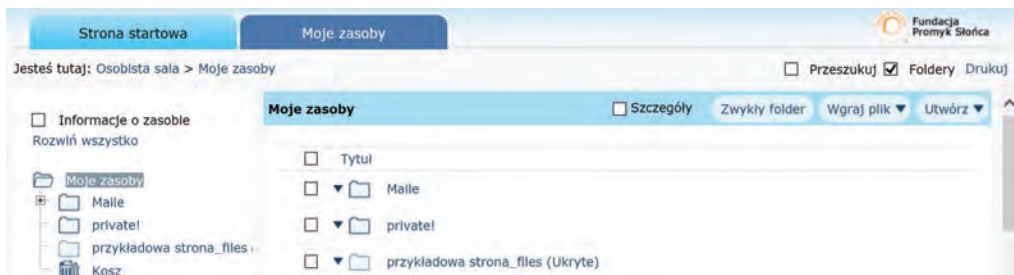 Strona startowa Moje zasoby Fundacja
Promyk Słońca
Jesteś tutaj: Osobista sala > Moje zasoby Przeszukuj Foldery Drukuj
Informacje o zasobie
Rozwiń wszystko
Moje zasoby
Maile
private!
przykładowa strona_files (
Kosz
Moje zasoby Szczegóły Zwykły folder Wgraj plik Utwórz
Tytuł
Maile
private!
przykładowa strona_files (Ukryte)